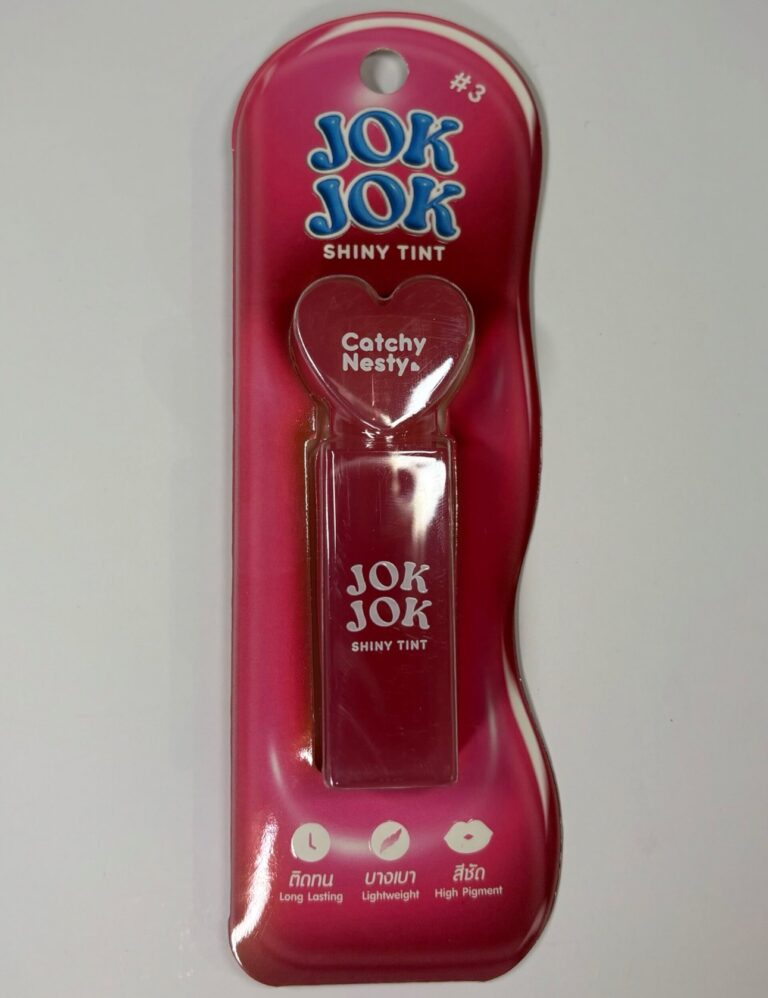 #3
JOK
JOK
SHINY TINT
Catchy
Nesty
JOK
JOK
SHINY TINT
ติดทน
Long Lasting
บางเบา
Lightweight
สีชัด
High Pigment